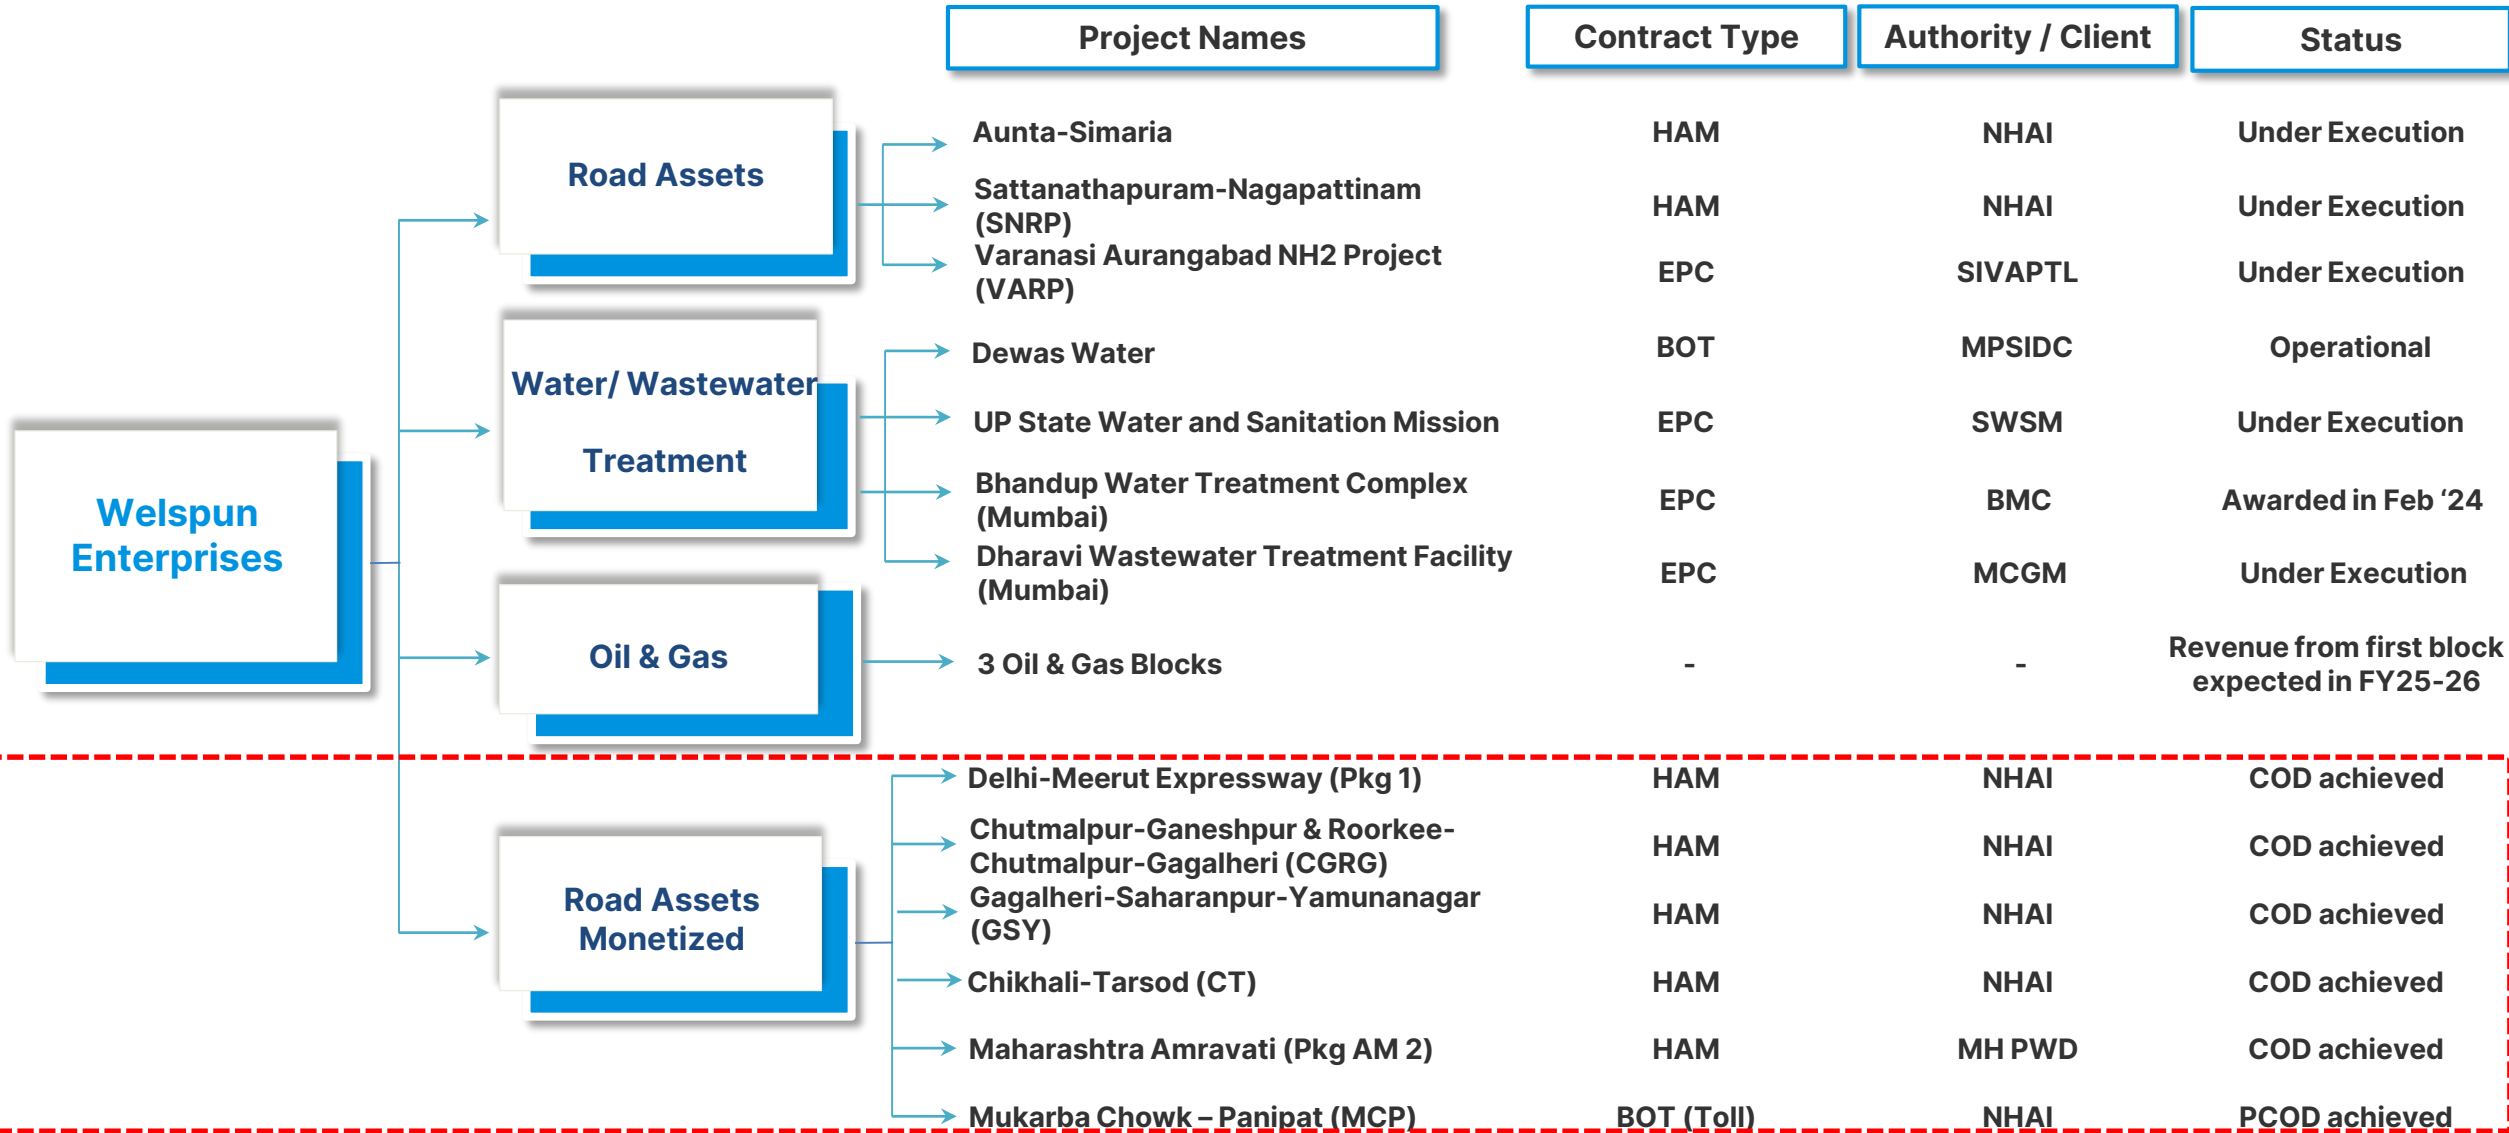 Project Names
Contract Type
Authority / Client
Status
Welspun
Enterprises
Road Assets
Aunta-Simaria
HAM
NHAI
Under Execution
Sattanathapuram-Nagapattinam
(SNRP)
HAM
NHAI
Under Execution
Varanasi Aurangabad NH2 Project
(VARP)
EPC
SIVAPTL
Under Execution
Water/ Wastewater
Treatment
Dewas Water
BOT
MPSIDC
Operational
UP State Water and Sanitation Mission
EPC
SWSM
Under Execution
Bhandup Water Treatment Complex
(Mumbai)
EPC
BMC
Awarded in Feb ‘24
Dharavi Wastewater Treatment Facility
(Mumbai)
EPC
MCGM
Under Execution
Oil & Gas
3 Oil & Gas Blocks
-
-
Revenue from first block
expected in FY25-26
Road Assets
Monetized
Delhi-Meerut Expressway (Pkg 1)
HAM
NHAI
COD achieved
Chutmalpur-Ganeshpur & Roorkee-
Chutmalpur-Gagalheri (CGRG)
HAM
NHAI
COD achieved
Gagalheri-Saharanpur-Yamunanagar
(GSY)
HAM
NHAI
COD achieved
Chikhali-Tarsod (CT)
HAM
NHAI
COD achieved
Maharashtra Amravati (Pkg AM 2)
HAM
MH PWD
COD achieved
Mukarba Chowk – Panipat (MCP)
BOT (Toll)
NHAI
PCOD achieved